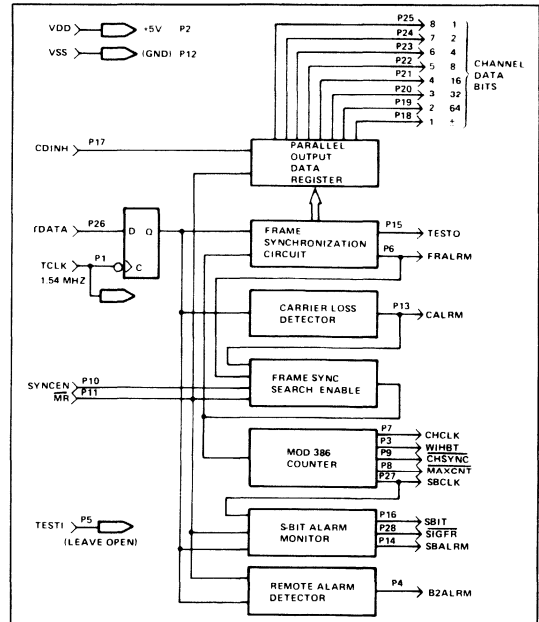 VDD +5V P2
VSS (GND) P12
P25 8 1
P24 7 2
P23 6 4
P22 5 8
P21 4 16
P20 3 32
P19 2 64
P18 1 ±
CHANNEL
DATA
BITS
CDINH P17
PARALLEL
OUTPUT
DATA
REGISTER
TDATA P26
D Q
C
TCLK P1
1.54 MHZ
FRAME
SYNCHRONIZATION
CIRCUIT
P15 TESTO
P6 FRALRM
CARRIER LOSS
DETECTOR
P13 CALRM
SYNCEN P10
MR P11
FRAME SYNC
SEARCH ENABLE
MOD 386
COUNTER
P7 CHCLK
P3 WIHBT
P9 CHSYNC
P8 MAXCNT
P27 SBCLK
TESTI P5
(LEAVE OPEN)
S-BIT ALARM
MONITOR
P16 SBIT
P28 SIGFR
P14 SBALRM
REMOTE ALARM
DETECTOR
P4 B2ALRM